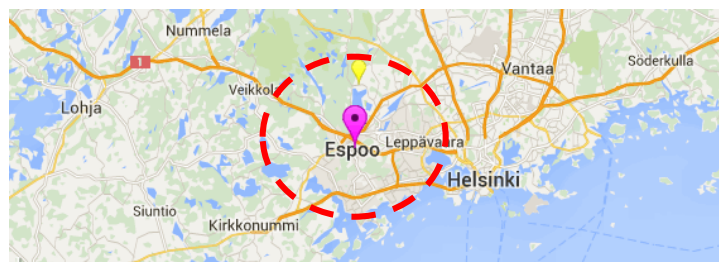 Nummela
1
Vantaa
Söderkulla
Veikkola
Lohja
Leppävaara
Espoo
Helsinki
Siuntio
Kirkkonummi